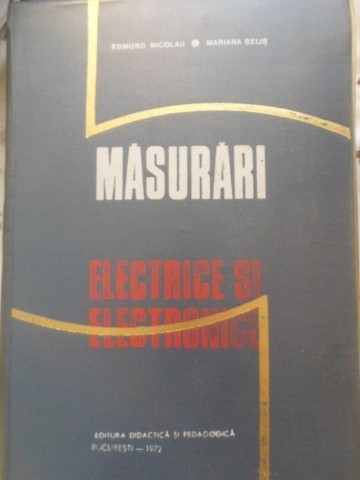 EDMOND NICOLAU ● MARIANA BELIȘ
MĂSURĂRI
ELECTRICE ȘI
ELECTRONICE
EDITURA DIDACTICĂ ȘI PEDAGOGICĂ
BUCUREȘTI — 1972